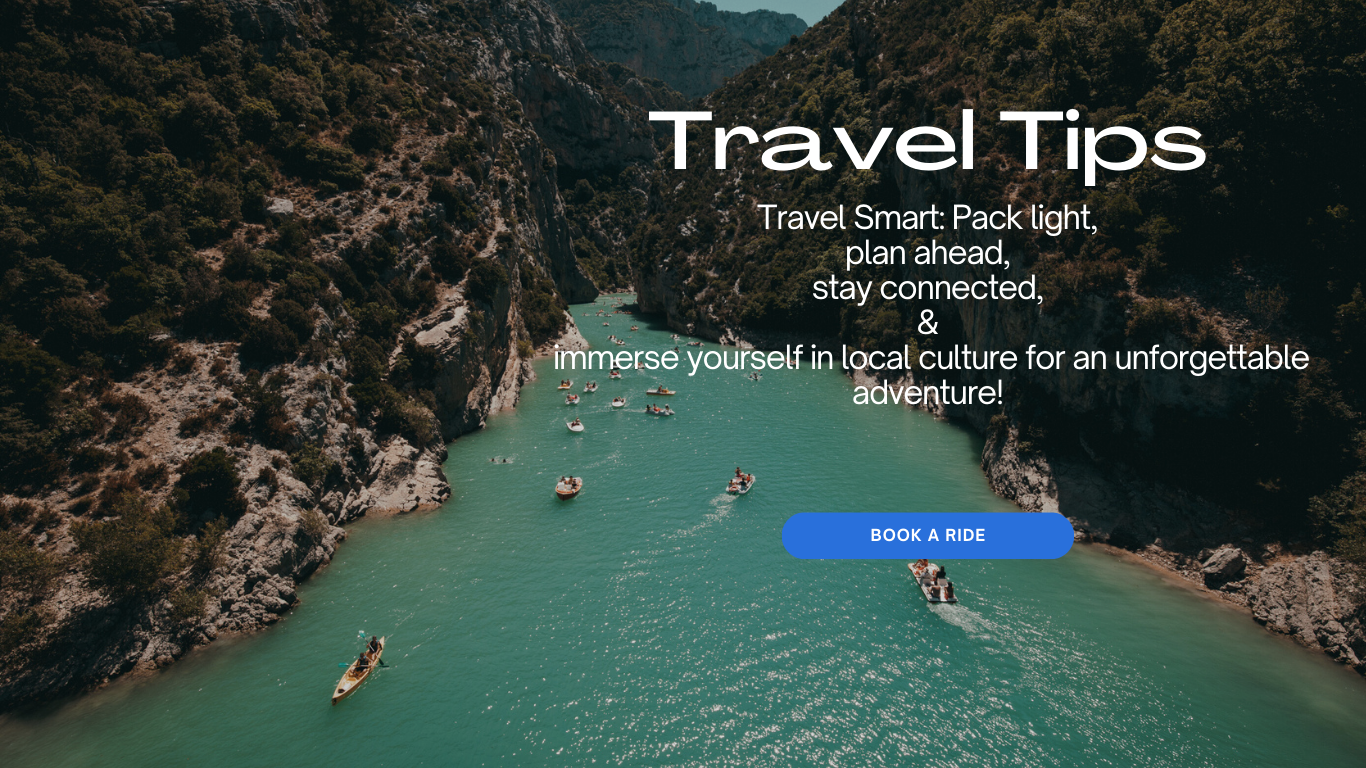 Travel Tips
Travel Smart: Pack light,
plan ahead,
stay connected,
&
immerse yourself in local culture for an unforgettable
adventure!
BOOK A RIDE